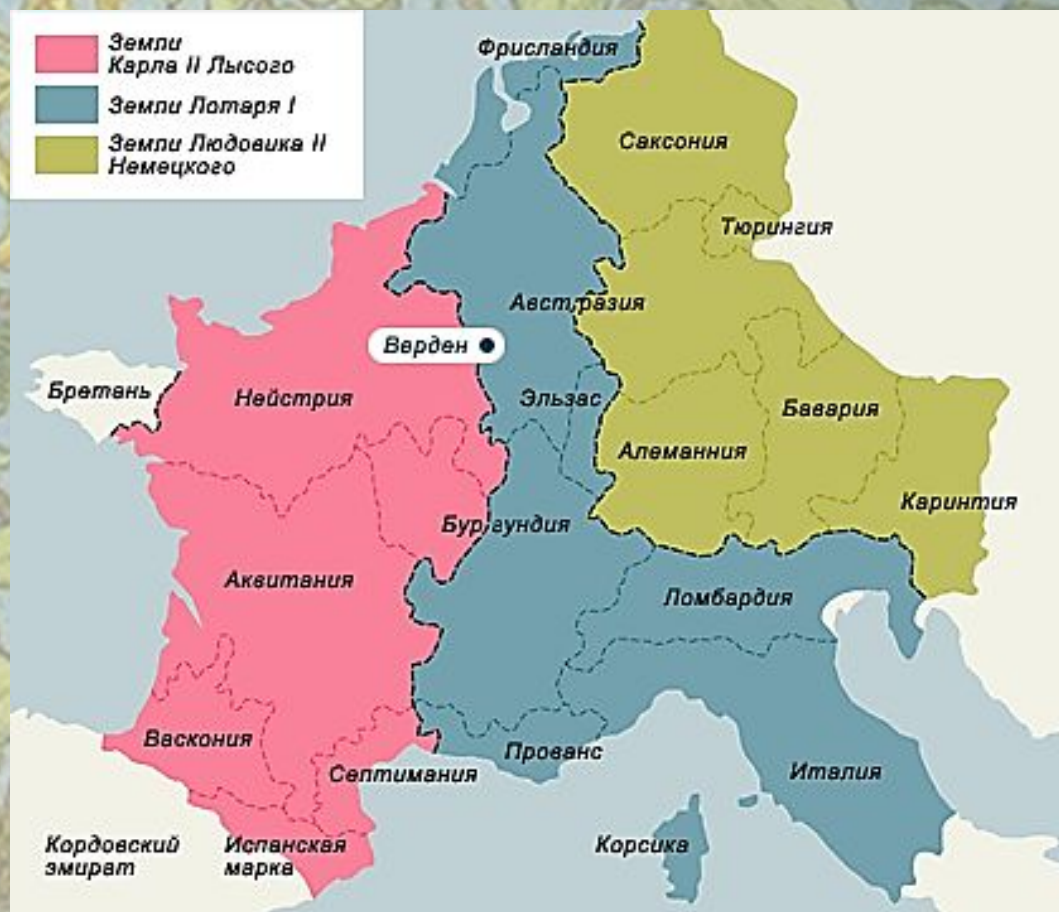 Земли
Карла II Лысого
Земли Лотаря I
Земли Людовика II
Немецкого
Фрисландия
Саксония
Тюрингия
Австразия
Верден
Бретань
Нейстрия
Эльзас
Бавария
Алеманния
Каринтия
Бургундия
Аквитания
Ломбардия
Васкония
Прованс
Септимания
Италия
Кордовский
эмират
Испанская
марка
Корсика